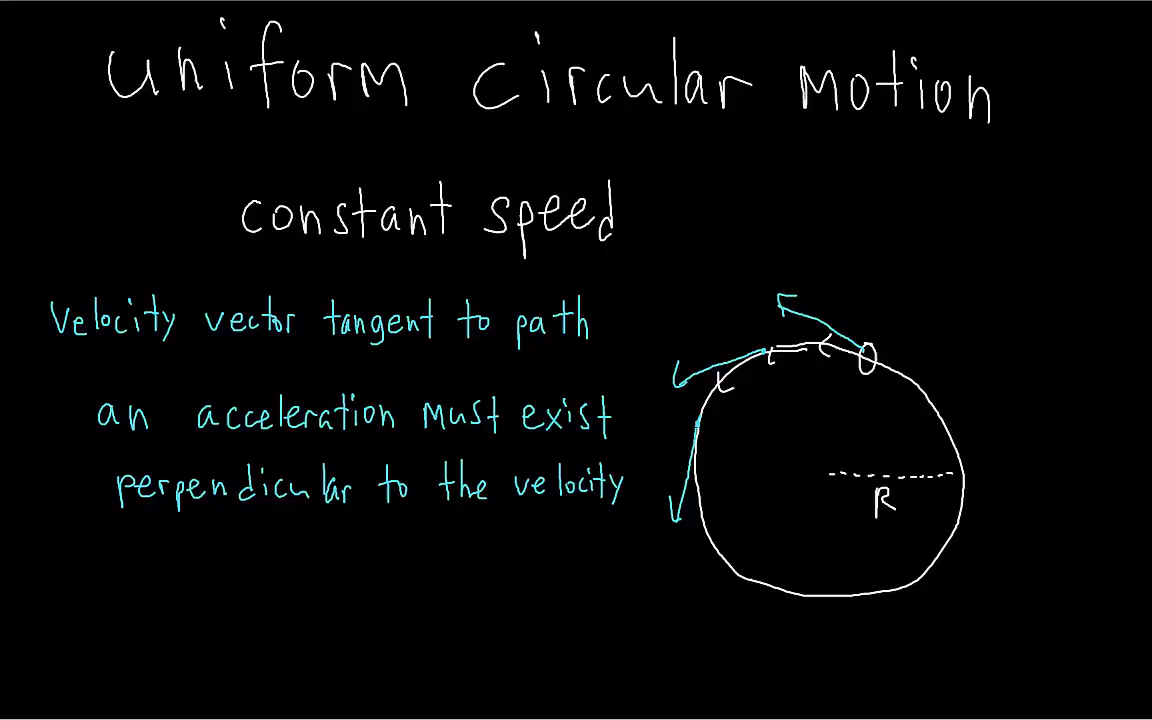 uniform circular motion
constant speed
velocity vector tangent to path
an acceleration must exist
perpendicular to the velocity
R